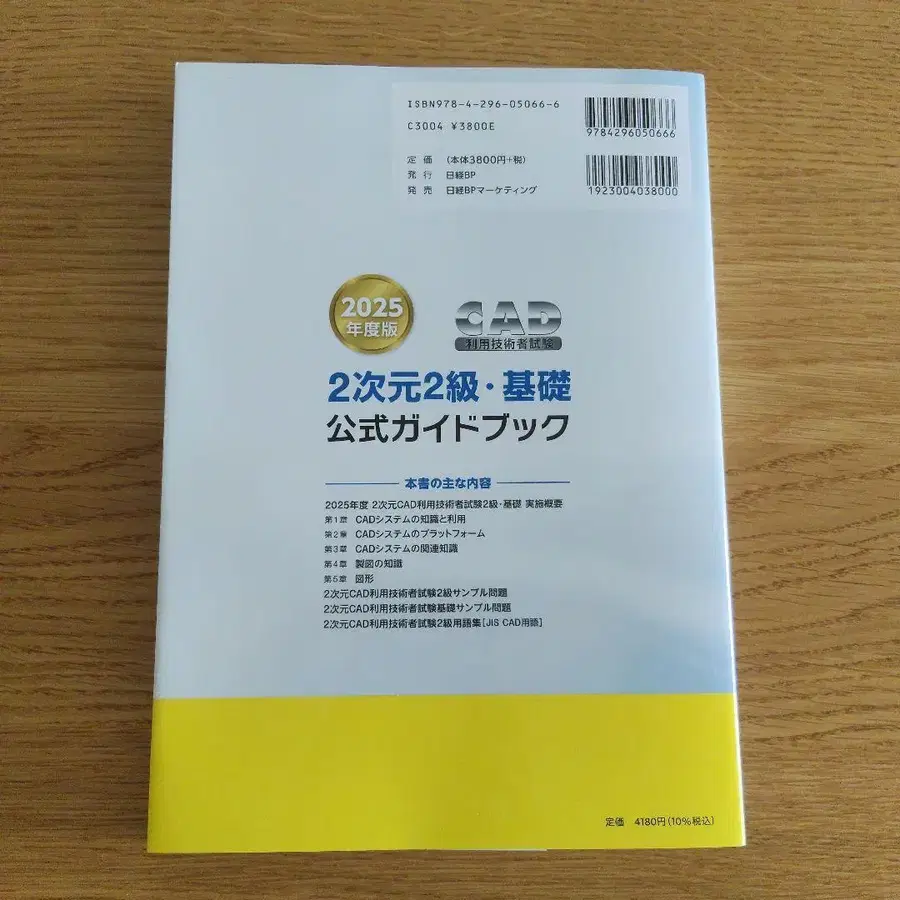 ISBN978-4-296-05066-6
C3004 ¥3800E
9784296050666
定価 (本体3800円+税)
発行 日経BP
発売 日経BPマーケティング
1923004038000
2025
年度版
CAD
利用技術者試験
2次元2級・基礎
公式ガイドブック
本書の主な内容
2025年度 2次元CAD利用技術者試験2級・基礎 実施概要
第1章 CADシステムの知識と利用
第2章 CADシステムのプラットフォーム
第3章 CADシステムの関連知識
第4章 製図の知識
第5章 図形
2次元CAD利用技術者試験2級サンプル問題
2次元CAD利用技術者試験基礎サンプル問題
2次元CAD利用技術者試験2級用語集[JIS CAD用語]
定価 4180円(10%税込)